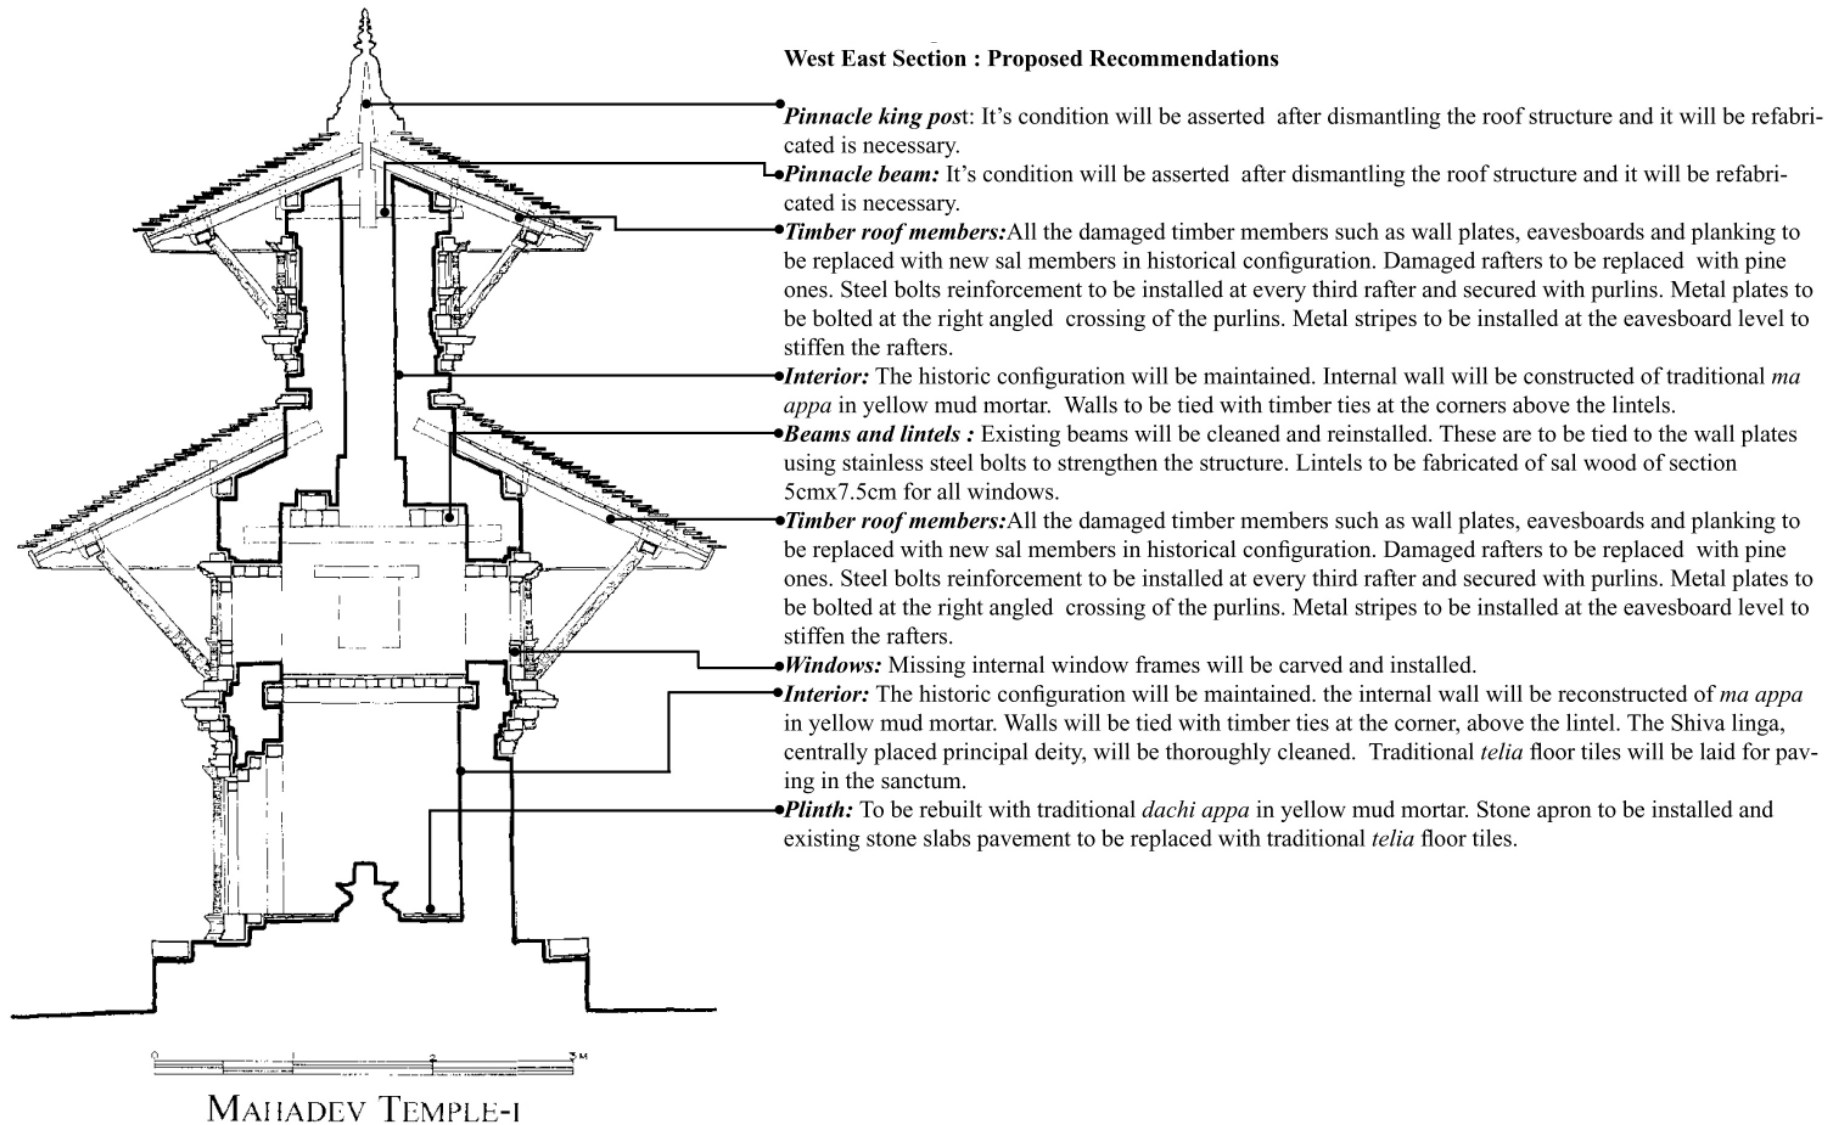 West East Section : Proposed Recommendations
Pinnacle king post: It's condition will be asserted after dismantling the roof structure and it will be refabri-
cated is necessary.
Pinnacle beam: It's condition will be asserted after dismantling the roof structure and it will be refabri-
cated is necessary.
Timber roof members:All the damaged timber members such as wall plates, eavesboards and planking to
be replaced with new sal members in historical configuration. Damaged rafters to be replaced with pine
ones. Steel bolts reinforcement to be installed at every third rafter and secured with purlins. Metal plates to
be bolted at the right angled crossing of the purlins. Metal stripes to be installed at the eavesboard level to
stiffen the rafters.
Interior: The historic configuration will be maintained. Internal wall will be constructed of traditional ma
appa in yellow mud mortar. Walls to be tied with timber ties at the corners above the lintels.
Beams and lintels : Existing beams will be cleaned and reinstalled. These are to be tied to the wall plates
using stainless steel bolts to strengthen the structure. Lintels to be fabricated of sal wood of section
5cmx7.5cm for all windows.
Timber roof members:All the damaged timber members such as wall plates, eavesboards and planking to
be replaced with new sal members in historical configuration. Damaged rafters to be replaced with pine
ones. Steel bolts reinforcement to be installed at every third rafter and secured with purlins. Metal plates to
be bolted at the right angled crossing of the purlins. Metal stripes to be installed at the eavesboard level to
stiffen the rafters.
Windows: Missing internal window frames will be carved and installed.
Interior: The historic configuration will be maintained. the internal wall will be reconstructed of ma appa
in yellow mud mortar. Walls will be tied with timber ties at the corner, above the lintel. The Shiva linga,
centrally placed principal deity, will be thoroughly cleaned. Traditional telia floor tiles will be laid for pav-
ing in the sanctum.
Plinth: To be rebuilt with traditional dachi appa in yellow mud mortar. Stone apron to be installed and
existing stone slabs pavement to be replaced with traditional telia floor tiles.
0 1 2 3 M
MAHADEV TEMPLE-1